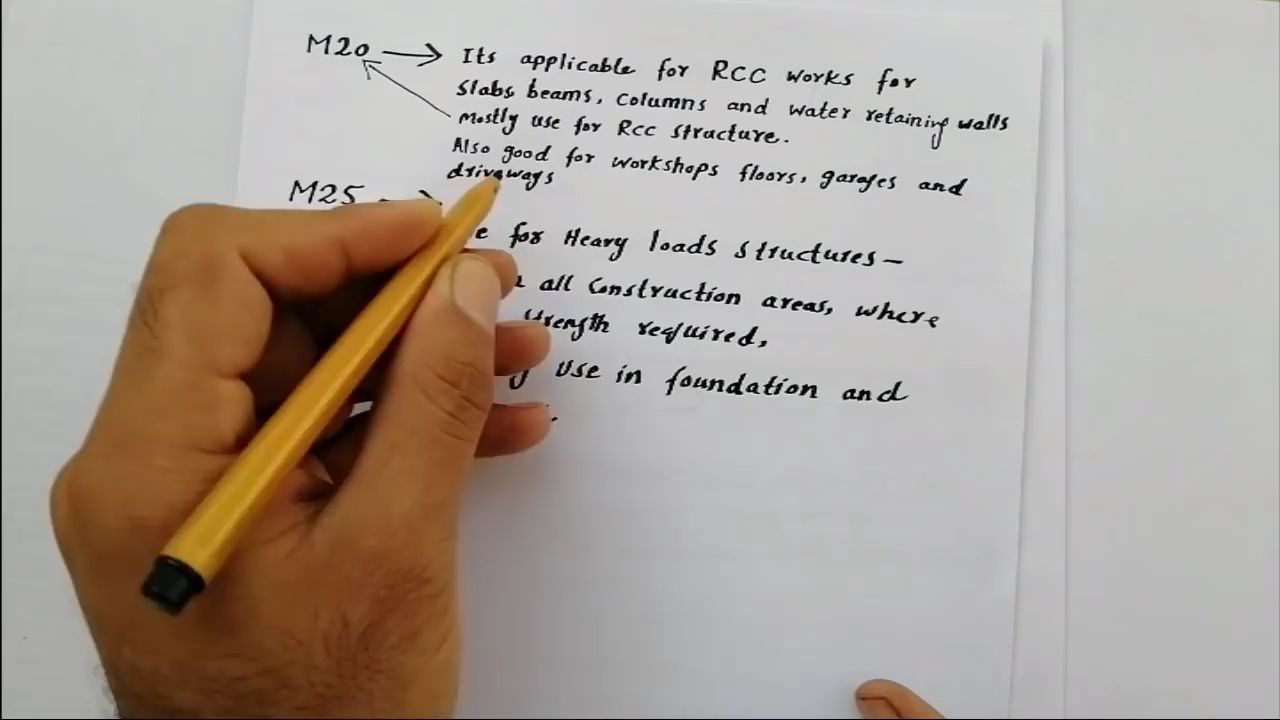 M20 → Its applicable for RCC works for
slabs beams, columns and water retaining walls
Mostly use for Rcc structure.
Also good for workshops floors, garages and
driveways
M25 →
for Heavy loads structures-
all construction areas, where
strength required,
use in foundation and